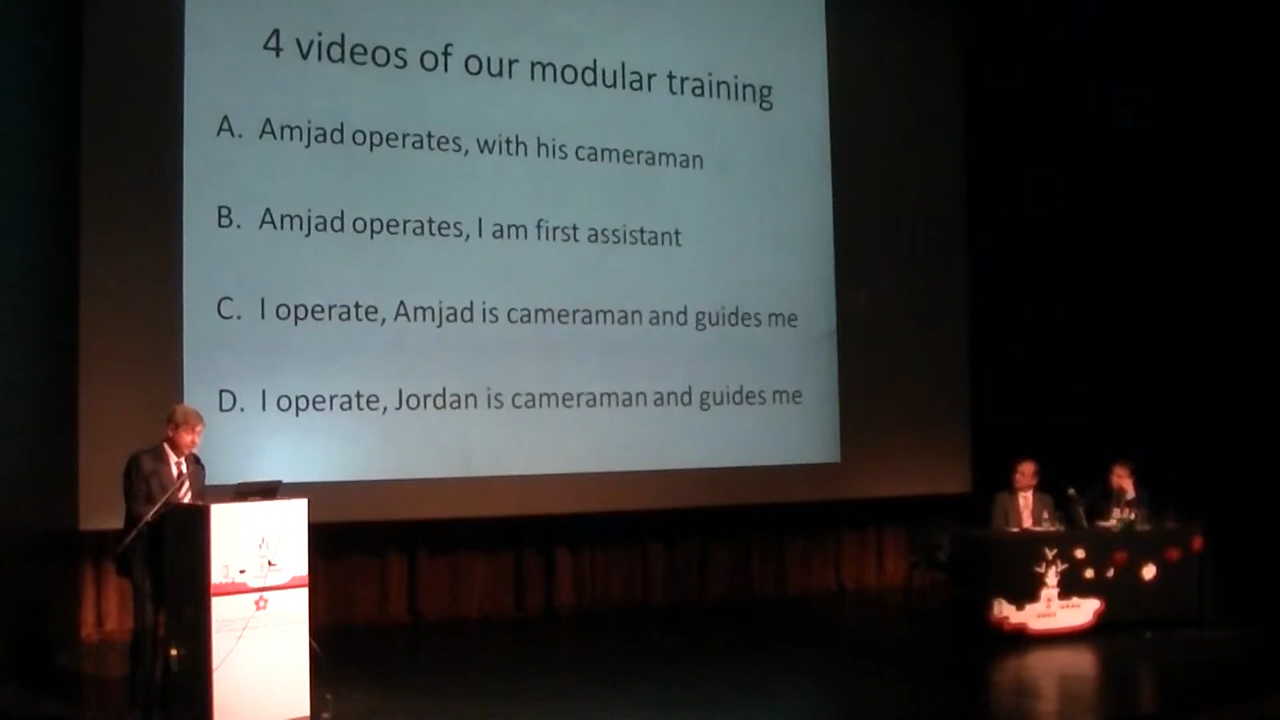 4 videos of our modular training
A. Amjad operates, with his cameraman
B. Amjad operates, I am first assistant
C. I operate, Amjad is cameraman and guides me
D. I operate, Jordan is cameraman and guides me